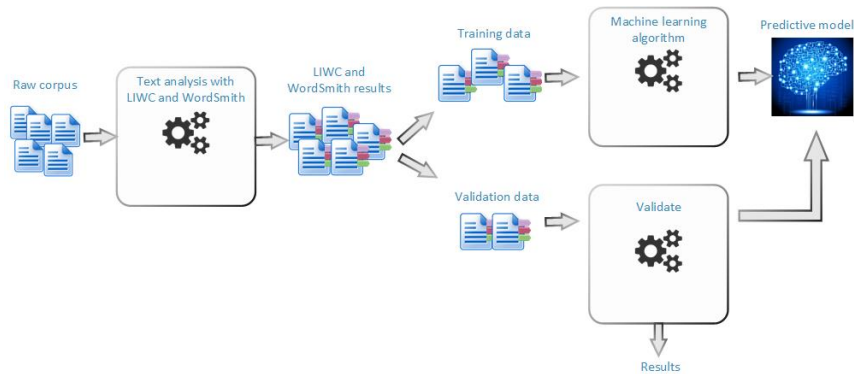 Raw corpus
Text analysis with
LIWC and WordSmith
LIWC and
WordSmith results
Training data
Machine learning
algorithm
Predictive model
Validation data
Validate
Results